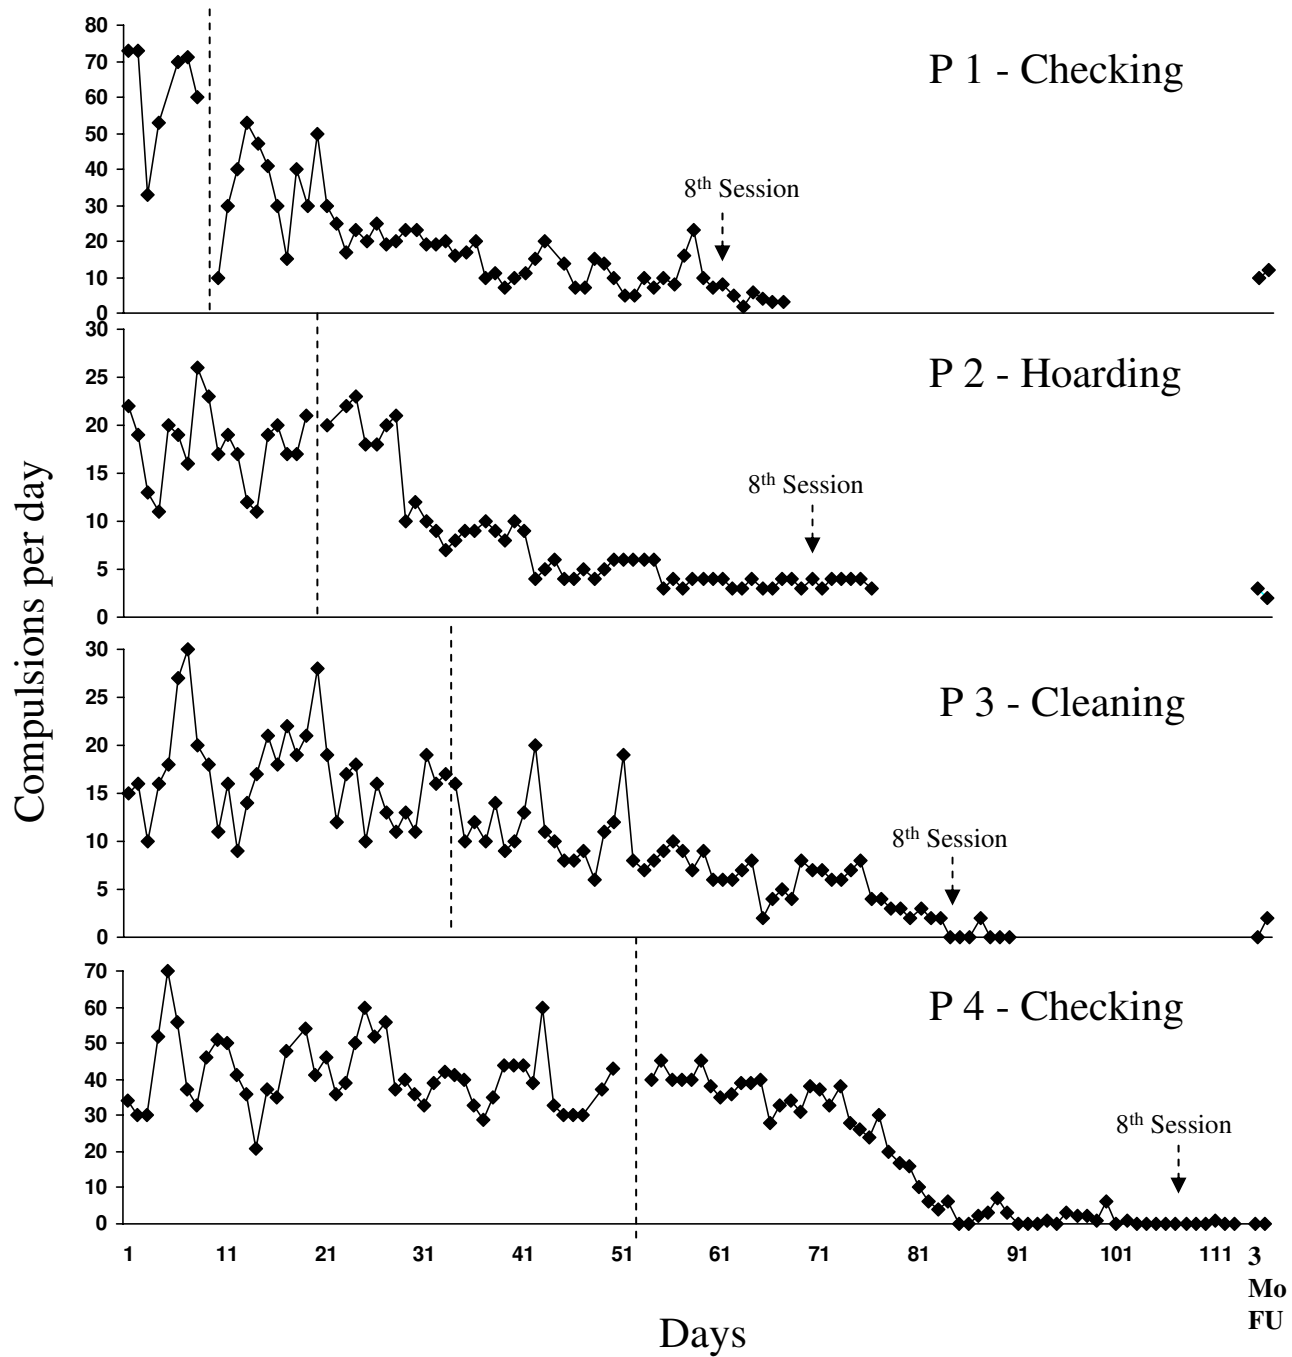 80
70
60
50
40
30
20
10
0
P 1 - Checking
8th Session
30
25
20
15
10
5
0
P 2 - Hoarding
8th Session
Compulsions per day
30
25
20
15
10
5
0
P 3 - Cleaning
8th Session
70
60
50
40
30
20
10
0
P 4 - Checking
8th Session
1 11 21 31 41 51 61 71 81 91 101 111 3
Mo
FU
Days